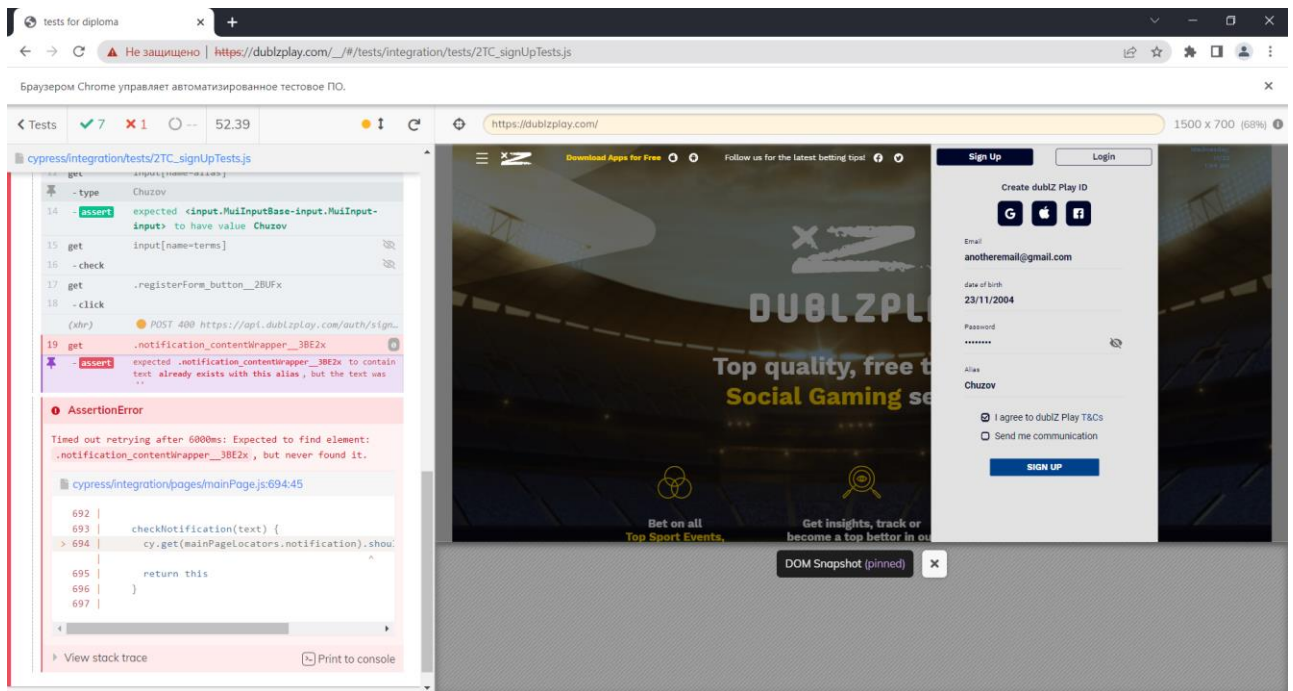 tests for diploma
Не защищено | https://dublzplay.com/__/#/tests/integration/tests/2TC_signUpTests.js
Браузером Chrome управляет автоматизированное тестовое ПО.
Tests 7 1 -- 52.39
https://dublzplay.com/
1500 x 700 (68%)
cypress/integration/tests/2TC_signUpTests.js
get input[name=alias]
-type Chuzov
14 -assert expected <input.MuiInputBase-input.MuiInput-
input> to have value Chuzov
15 get input[name=terms]
16 -check
17 get .registerForm_button__2BUFx
18 -click
(xhr) POST 400 https://api.dublzplay.com/auth/sign…
19 get .notification_contentWrapper__3BE2x 0
-assert expected .notification_contentWrapper__3BE2x to contain
text already exists with this alias, but the text was
''
AssertionError
Timed out retrying after 6000ms: Expected to find element:
.notification_contentWrapper__3BE2x, but never found it.
cypress/integration/pages/mainPage.js:694:45
692 |
693 | checkNotification(text) {
> 694 | cy.get(mainPageLocators.notification).shou
| ^
695 | return this
696 | }
697 |
View stack trace
Print to console
Download Apps for Free
Follow us for the latest betting tips!
DUBLZPL
Top quality, free t
Social Gaming se
Bet on all
Top Sport Events,
Get insights, track or
become a top bettor in ou
Sign Up
Login
Create dublZ Play ID
Email
anotheremail@gmail.com
date of birth
23/11/2004
Password
••••••••
Alias
Chuzov
I agree to dublZ Play T&Cs
Send me communication
SIGN UP
DOM Snapshot (pinned)